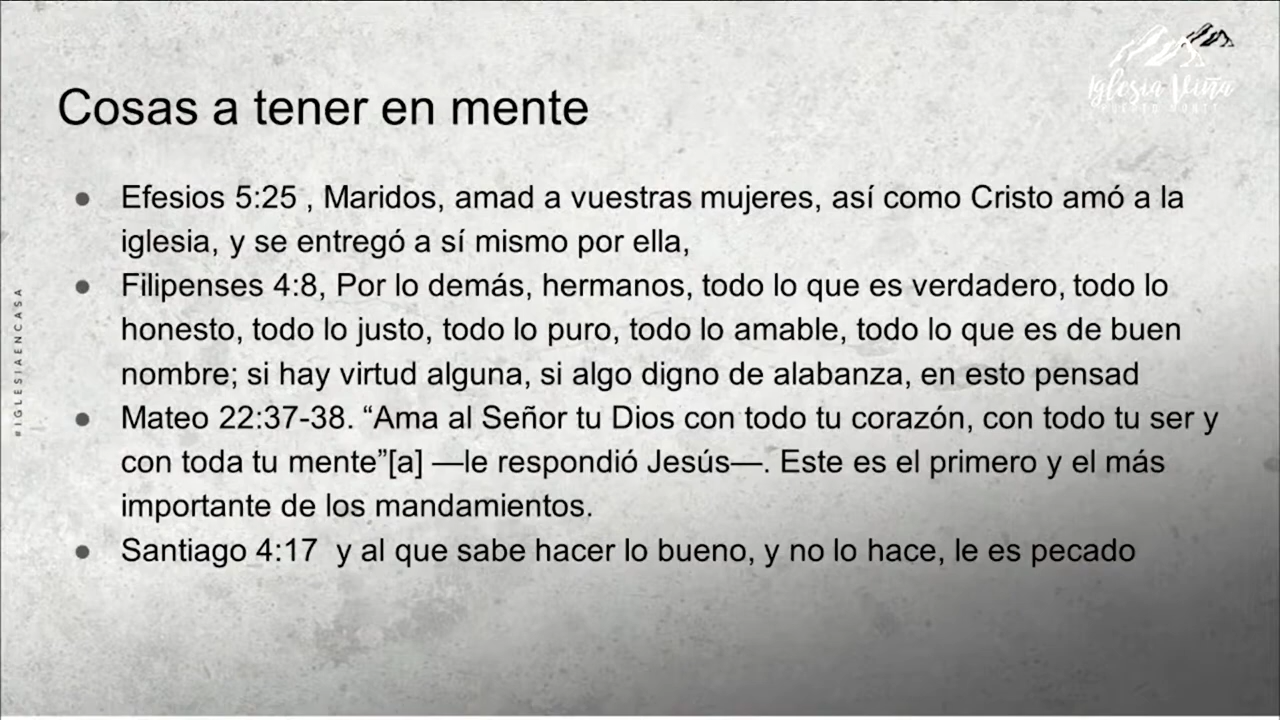 Iglesia Viña
Cosas a tener en mente
● Efesios 5:25 , Maridos, amad a vuestras mujeres, así como Cristo amó a la
iglesia, y se entregó a sí mismo por ella,
● Filipenses 4:8, Por lo demás, hermanos, todo lo que es verdadero, todo lo
honesto, todo lo justo, todo lo puro, todo lo amable, todo lo que es de buen
nombre; si hay virtud alguna, si algo digno de alabanza, en esto pensad
● Mateo 22:37-38. “Ama al Señor tu Dios con todo tu corazón, con todo tu ser y
con toda tu mente”[a] —le respondió Jesús—. Este es el primero y el más
importante de los mandamientos.
● Santiago 4:17  y al que sabe hacer lo bueno, y no lo hace, le es pecado
#IGLESIAENCASA